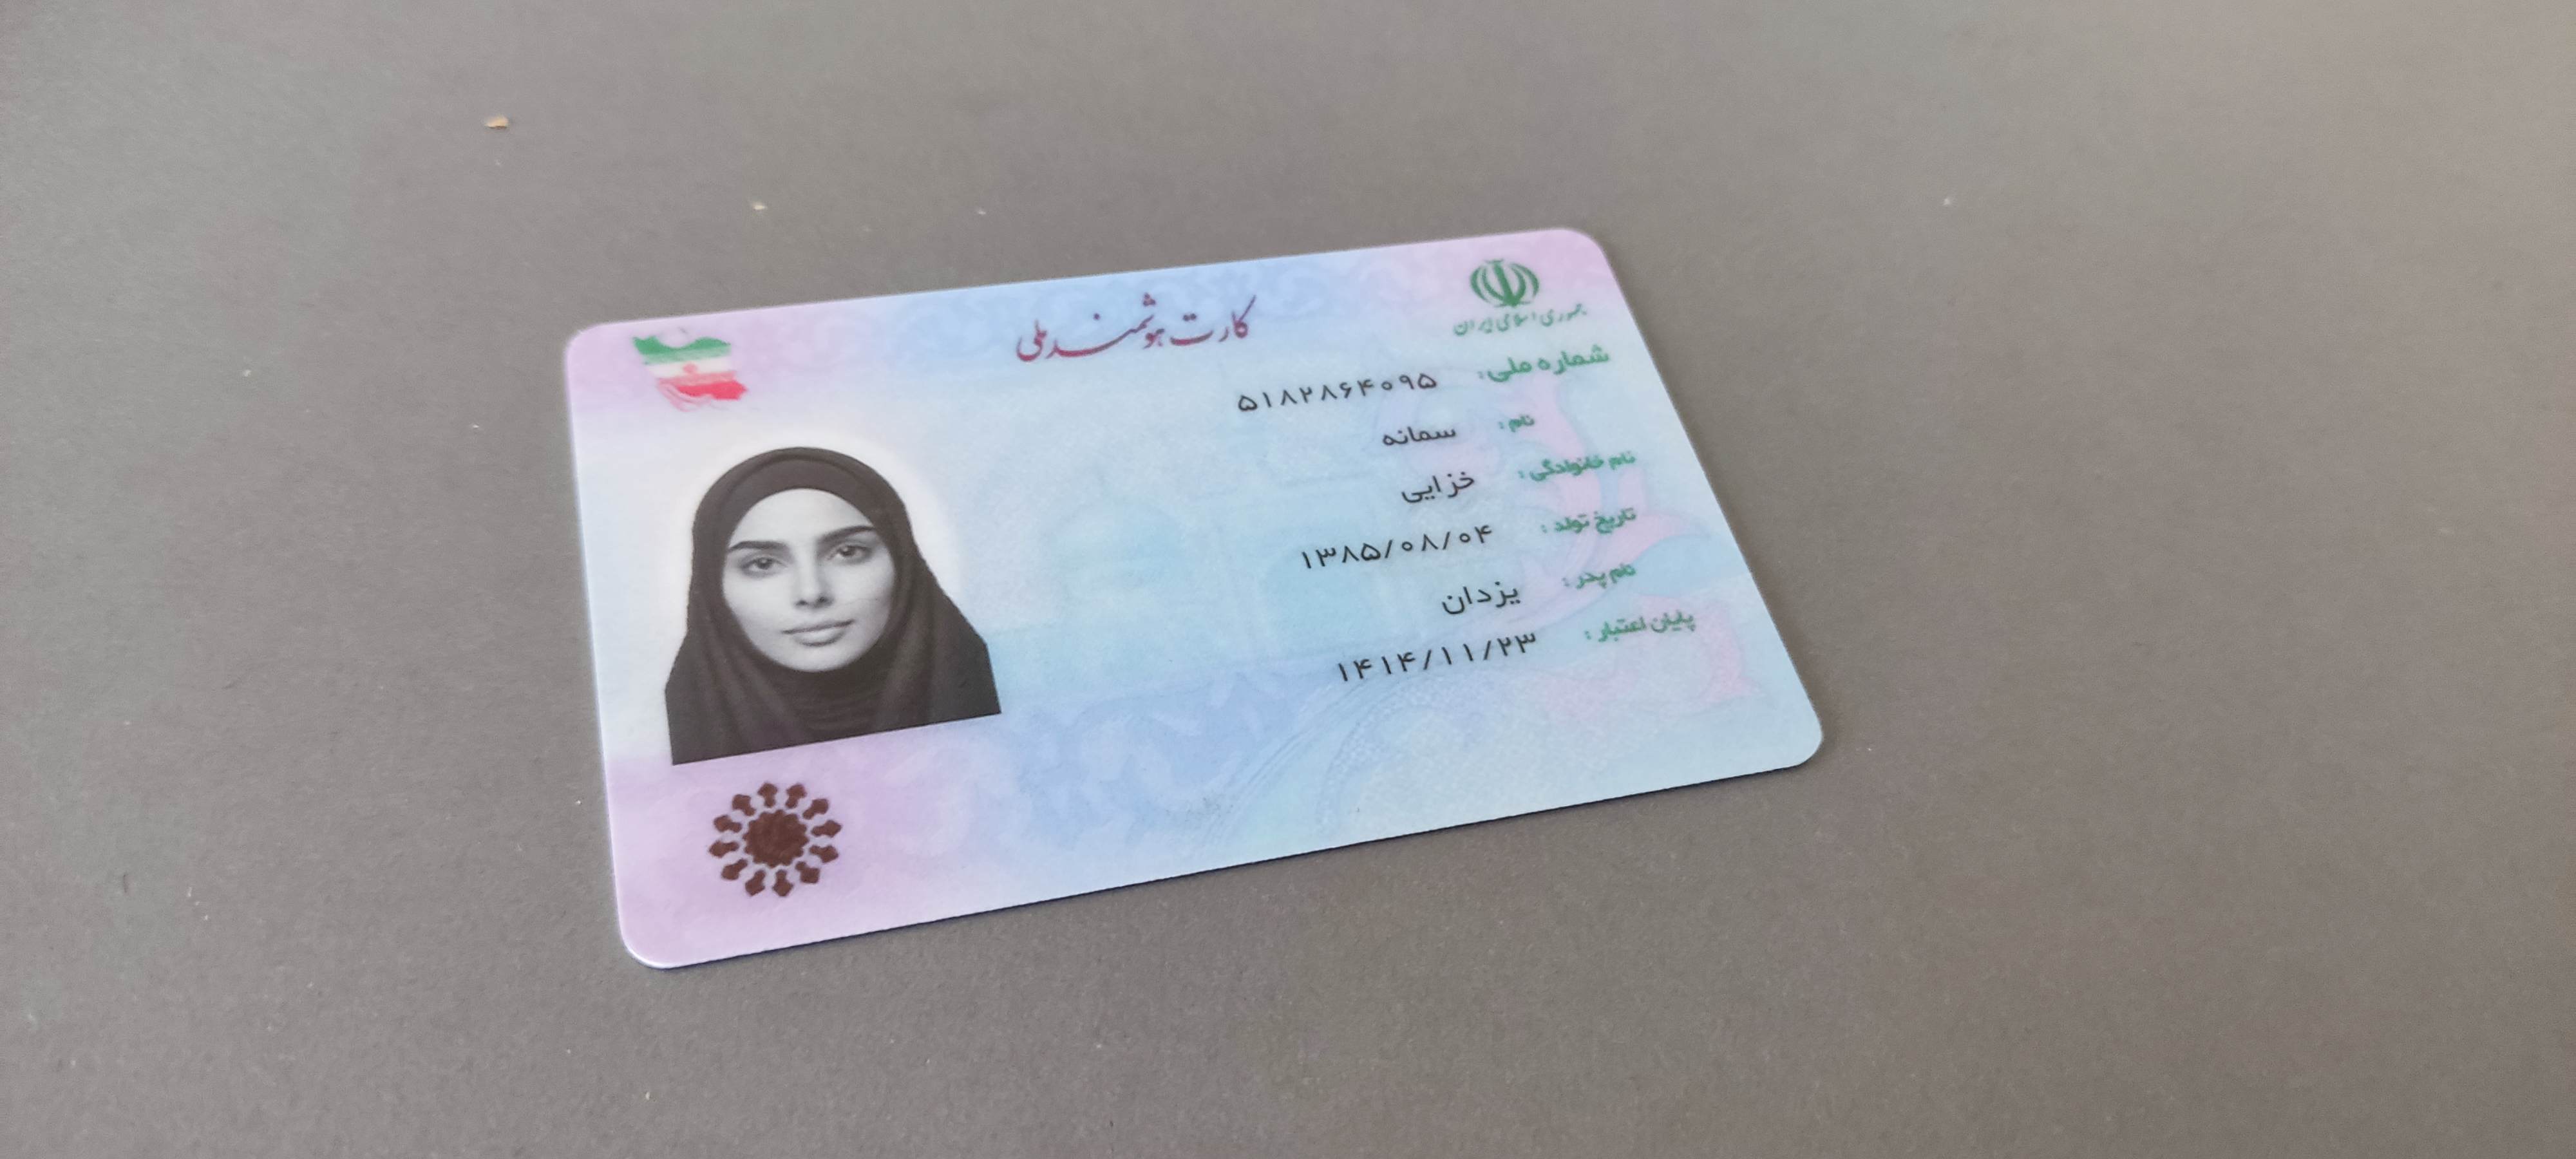 جمهوری اسلامی ایران
کارت هوشمند ملی
شماره ملی: ۵۱۸۲۸۶۴۰۹۵
نام: سمانه
نام خانوادگی: خزایی
تاریخ تولد: ۱۳۸۵/۰۸/۰۴
نام پدر: یزدان
پایان اعتبار: ۱۴۱۴/۱۱/۲۳